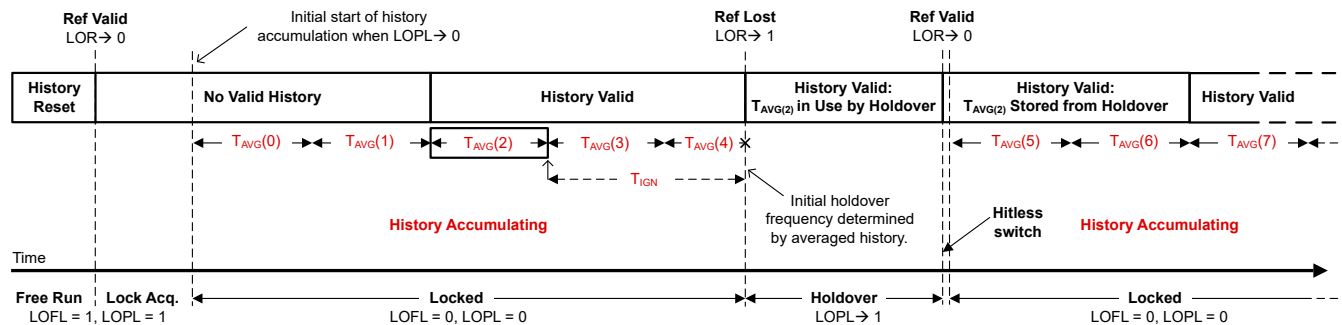 Ref Valid
LOR→ 0
Initial start of history
accumulation when LOPL→ 0
Ref Lost
LOR→ 1
Ref Valid
LOR→ 0
History
Reset
No Valid History
History Valid
History Valid:
TAVG(2) in Use by Holdover
History Valid:
TAVG(2) Stored from Holdover
History Valid
TAVG(0)
TAVG(1)
TAVG(2)
TAVG(3)
TAVG(4)
TAVG(5)
TAVG(6)
TAVG(7)
TIGN
Initial holdover
frequency determined
by averaged history.
History Accumulating
Hitless
switch
History Accumulating
Time
Free Run
LOFL = 1, LOPL = 1
Lock Acq.
Locked
LOFL = 0, LOPL = 0
Holdover
LOPL→ 1
Locked
LOFL = 0, LOPL = 0